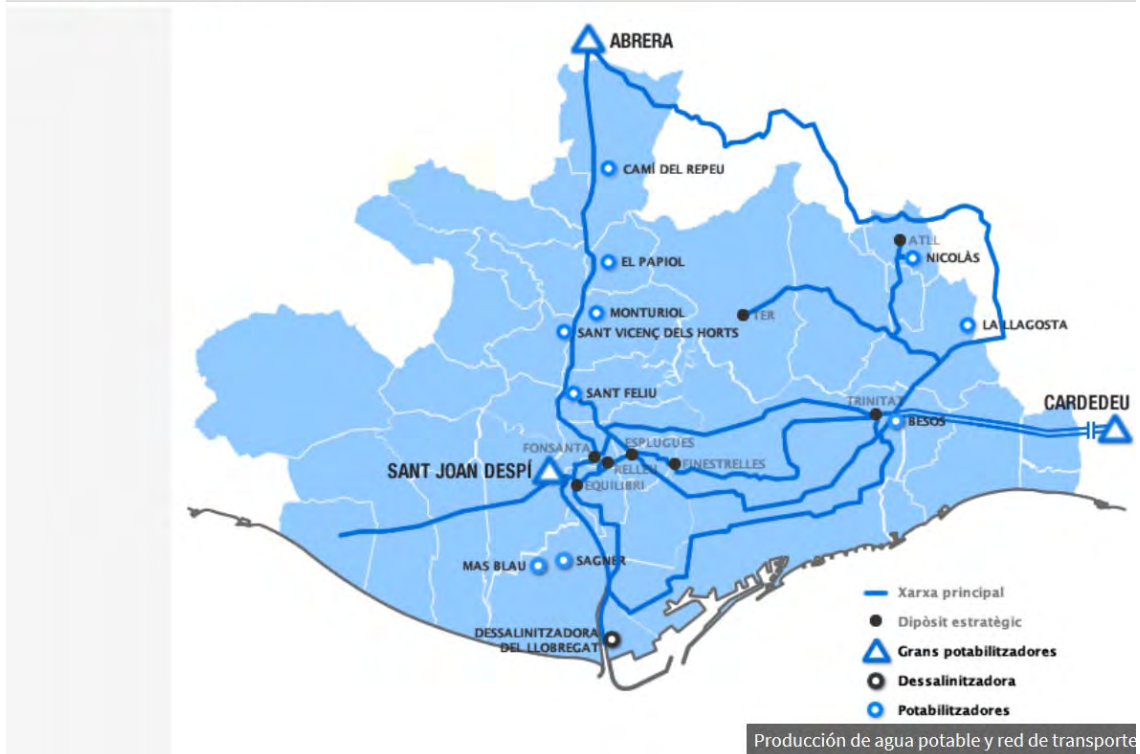 ABRERA
CAMÍ DEL REPEU
ATLL
NICOLÀS
EL PAPIOL
MONTURIOL
TER
SANT VICENÇ DELS HORTS
LA LLAGOSTA
SANT FELIU
TRINITAT
CARDEDEU
BESOS
FONSANTA
ESPLUGUES
RELLEU
FINESTRELLES
SANT JOAN DESPÍ
EQUILIBRI
MAS BLAU
SAGNER
DESSALINITZADORA
DEL LLOBREGAT
Xarxa principal
Dipòsit estratègic
Grans potabilitzadores
Dessalinitzadora
Potabilitzadores
Producción de agua potable y red de transporte